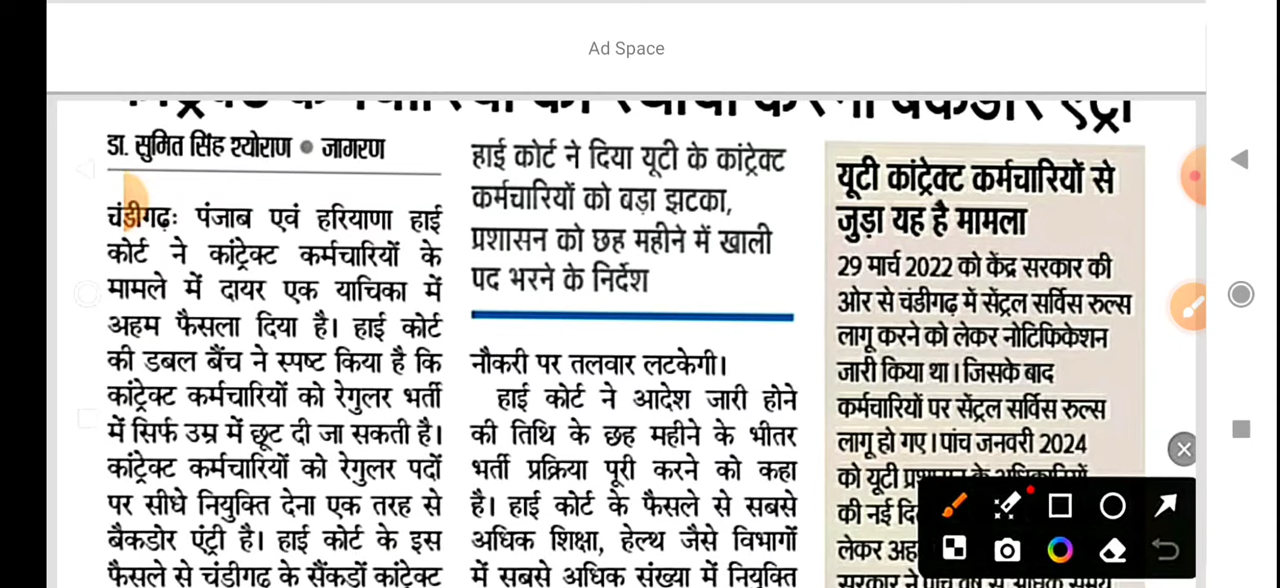 Ad Space
डा. सुमित सिंह श्योराण ● जागरण
चंडीगढ़ः पंजाब एवं हरियाणा हाई
कोर्ट ने कांट्रेक्ट कर्मचारियों के
मामले में दायर एक याचिका में
अहम फैसला दिया है। हाई कोर्ट
की डबल बैंच ने स्पष्ट किया है कि
कांट्रेक्ट कर्मचारियों को रेगुलर भर्ती
में सिर्फ उम्र में छूट दी जा सकती है।
कांट्रेक्ट कर्मचारियों को रेगुलर पदों
पर सीधे नियुक्ति देना एक तरह से
बैकडोर एंट्री है। हाई कोर्ट के इस
फैसले से चंडीगढ़ के सैंकड़ों कांट्रेक्ट
हाई कोर्ट ने दिया यूटी के कांट्रेक्ट
कर्मचारियों को बड़ा झटका,
प्रशासन को छह महीने में खाली
पद भरने के निर्देश
नौकरी पर तलवार लटकेगी।
हाई कोर्ट ने आदेश जारी होने
की तिथि के छह महीने के भीतर
भर्ती प्रक्रिया पूरी करने को कहा
है। हाई कोर्ट के फैसले से सबसे
अधिक शिक्षा, हेल्थ जैसे विभागों
में सबसे अधिक संख्या में नियुक्ति
यूटी कांट्रेक्ट कर्मचारियों से
जुड़ा यह है मामला
29 मार्च 2022 को केंद्र सरकार की
ओर से चंडीगढ़ में सेंट्रल सर्विस रुल्स
लागू करने को लेकर नोटिफिकेशन
जारी किया था। जिसके बाद
कर्मचारियों पर सेंट्रल सर्विस रुल्स
लागू हो गए। पांच जनवरी 2024
को यूटी
की नई
लेकर